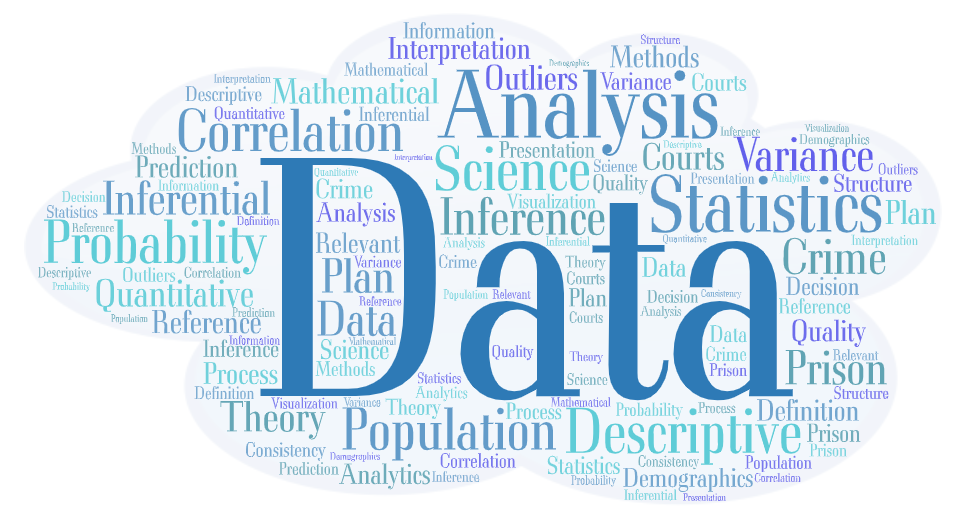 Information
Structure
Interpretation
Methods
Mathematical
Demographics
Interpretation
Outliers
Variance
Courts
Analysis
Descriptive
Mathematical
Quantitative
Inferential
Correlation
Inference
Visualization
Demographics
Methods
Interpretation
Presentation
Descriptive
Courts
Variance
Prediction
Science
Science
Outliers
Quantitative
Information
Crime
Quality
Presentation
Analytics
Structure
Decision
Inferential
Visualization
Statistics
Statistics
Analysis
Inference
Plan
Definition
Reference
Probability
Relevant
Analysis
Inferential
Quantitative
Interpretation
Data
Crime
Variance
Crime
Theory
Data
Descriptive
Outliers
Correlation
Plan
Courts
Decision
Probability
Quantitative
Population
Relevant
Plan
Decision
Consistency
Reference
Reference
Population
Prediction
Data
Courts
Analysis
Reference
Information
Mathematical
Data
Quality
Inference
Science
Quality
Theory
Crime
Relevant
Process
Methods
Prison
Prison
Statistics
Science
Definition
Analytics
Structure
Visualization
Variance
Theory
Process
Mathematical
Probability
Process
Definition
Theory
Population
Descriptive
Prison
Consistency
Demographics
Correlation
Statistics
Consistency
Population
Prison
Prediction
Analytics
Inference
Probability
Demographics
Correlation
Inferential
Presentation